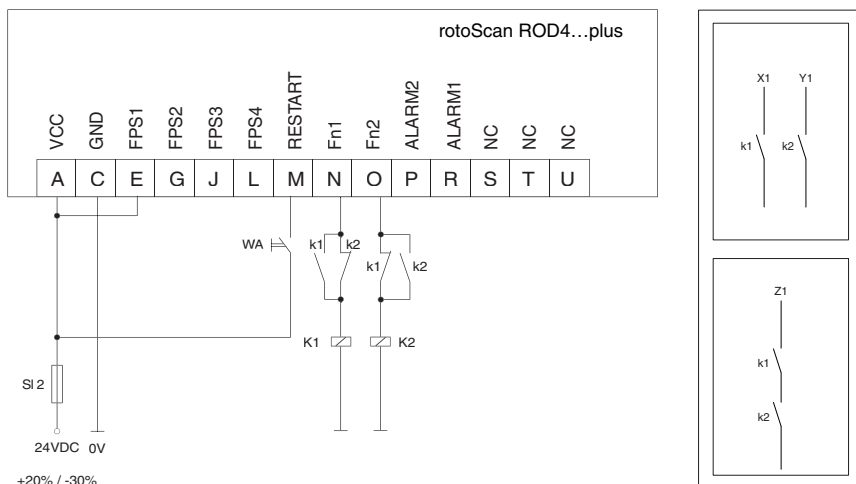 rotoScan ROD4...plus
VCC GND FPS1 FPS2 FPS3 FPS4 RESTART Fn1 Fn2 ALARM2 ALARM1 NC NC NC
A C E G J L M N O P R S T U
WA k1 k2 k1 k2
K1 K2
SI 2
24VDC 0V
+20% / -30%
X1 Y1
k1 k2
Z1
k1
k2